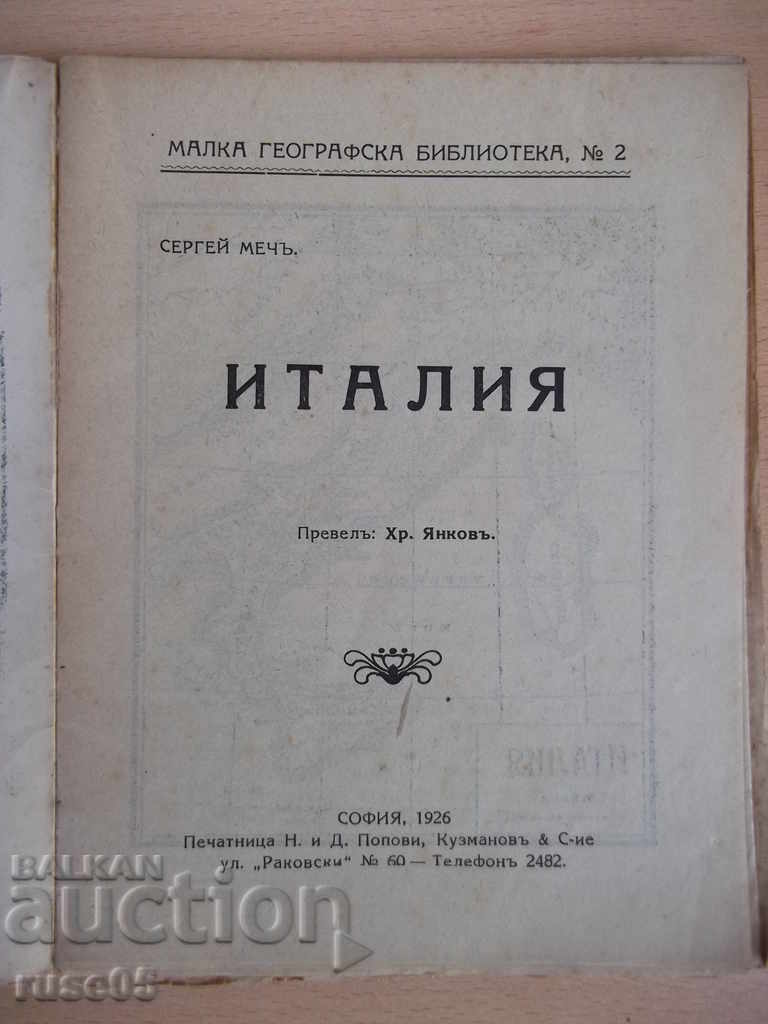 МАЛКА ГЕОГРАФСКА БИБЛИОТЕКА, № 2
СЕРГЕЙ МЕЧЪ.
ИТАЛИЯ
Превелъ: Хр. Янковъ.
ИТАЛИЯ
СОФИЯ, 1926
Печатница Н. и Д. Попови, Кузмановъ & С-ие
ул. „Раковски" № 60 — Телефонъ 2482.
BALKAN
auction
ruse05